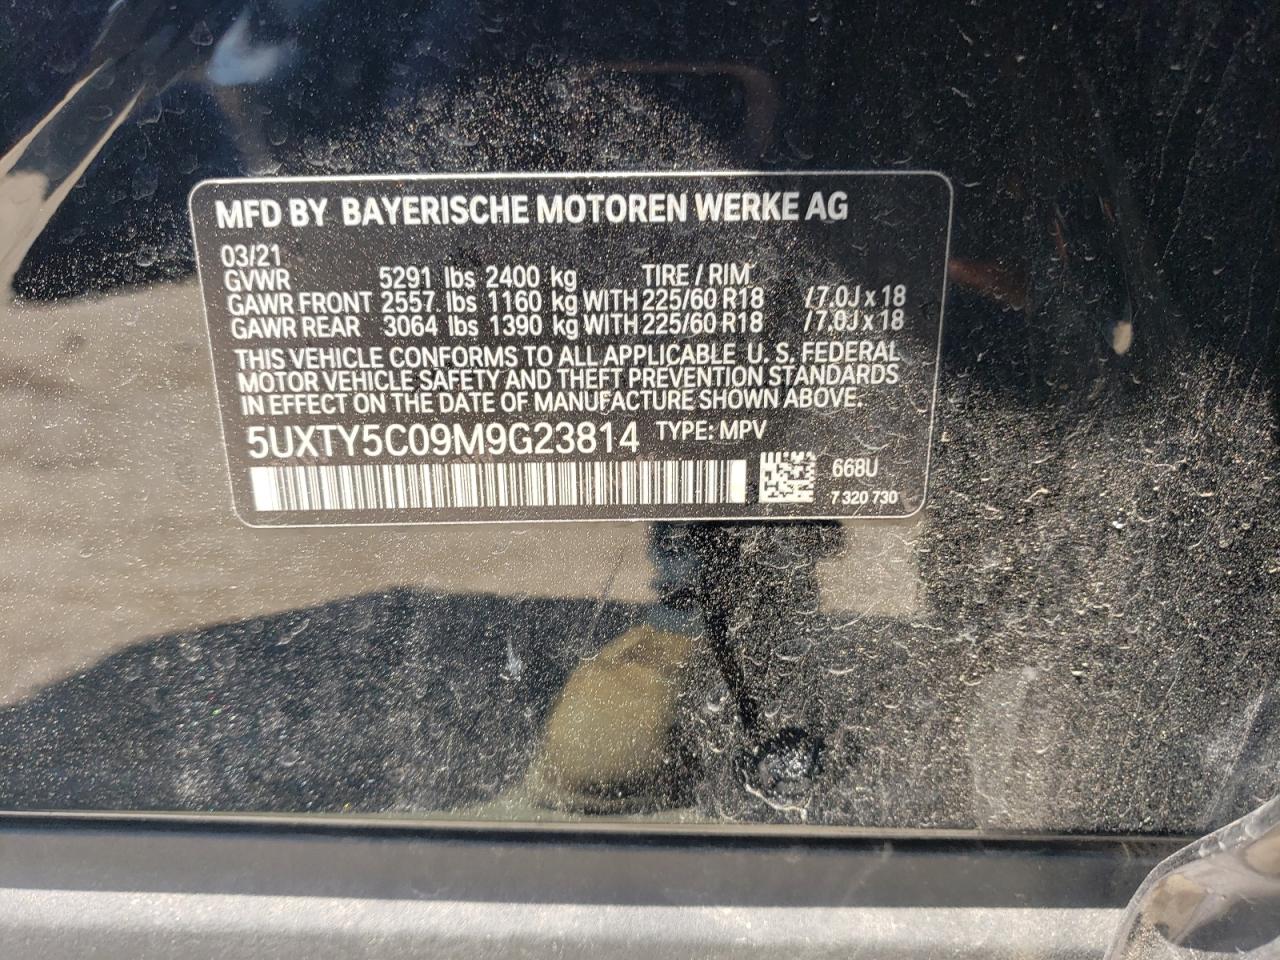 MFD BY BAYERISCHE MOTOREN WERKE AG
03/21
GVWR 5291 lbs 2400 kg TIRE / RIM
GAWR FRONT 2557 lbs 1160 kg WITH 225/60 R18 /7.0J x 18
GAWR REAR 3064 lbs 1390 kg WITH 225/60 R18 /7.0J x 18
THIS VEHICLE CONFORMS TO ALL APPLICABLE U. S. FEDERAL
MOTOR VEHICLE SAFETY AND THEFT PREVENTION STANDARDS
IN EFFECT ON THE DATE OF MANUFACTURE SHOWN ABOVE.
5UXTY5C09M9G23814 TYPE: MPV
668U
7 320 730